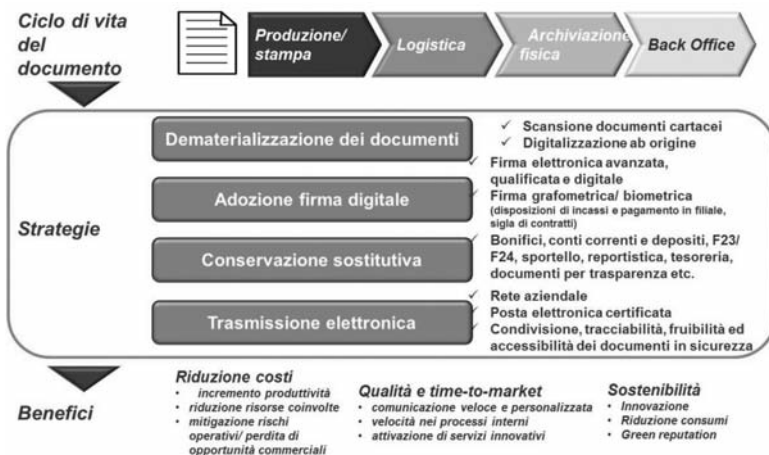 Ciclo di vita
del
documento
Produzione/
stampa
Logistica
Archiviazione
fisica
Back Office
Strategie
Dematerializzazione dei documenti
✓ Scansione documenti cartacei
✓ Digitalizzazione ab origine
Adozione firma digitale
✓ Firma elettronica avanzata,
qualificata e digitale
✓ Firma grafometrica/ biometrica
(disposizioni di incassi e pagamento in filiale,
sigla di contratti)
Conservazione sostitutiva
✓ Bonifici, conti correnti e depositi, F23/
F24, sportello, reportistica, tesoreria,
documenti per trasparenza etc.
Trasmissione elettronica
✓ Rete aziendale
✓ Posta elettronica certificata
✓ Condivisione, tracciabilità, fruibilità ed
accessibilità dei documenti in sicurezza
Benefici
Riduzione costi
• incremento produttività
• riduzione risorse coinvolte
• mitigazione rischi
operativi/ perdita di
opportunità commerciali
Qualità e time-to-market
• comunicazione veloce e personalizzata
• velocità nei processi interni
• attivazione di servizi innovativi
Sostenibilità
• Innovazione
• Riduzione consumi
• Green reputation